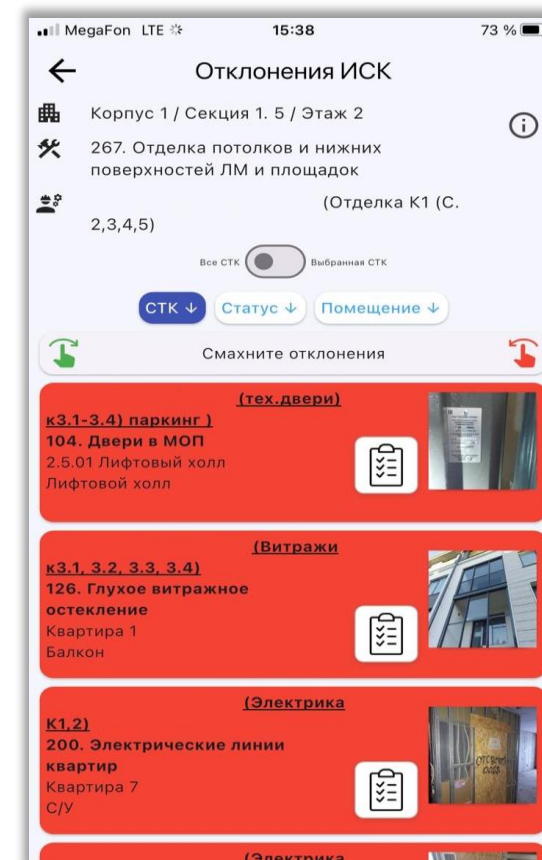 MegaFon LTE 15:38 73 %
Отклонения ИСК
Корпус 1 / Секция 1. 5 / Этаж 2
267. Отделка потолков и нижних
поверхностей ЛМ и площадок
(Отделка К1 (С.
2,3,4,5)
Все СТК Выбранная СТК
СТК ↓ Статус ↓ Помещение ↓
Смахните отклонения
(тех.двери)
к3.1-3.4) паркинг )
104. Двери в МОП
2.5.01 Лифтовый холл
Лифтовой холл
(Витражи
к3.1, 3.2, 3.3, 3.4)
126. Глухое витражное
остекление
Квартира 1
Балкон
(Электрика
К1,2)
200. Электрические линии
квартир
Квартира 7
С/У
(Электрика